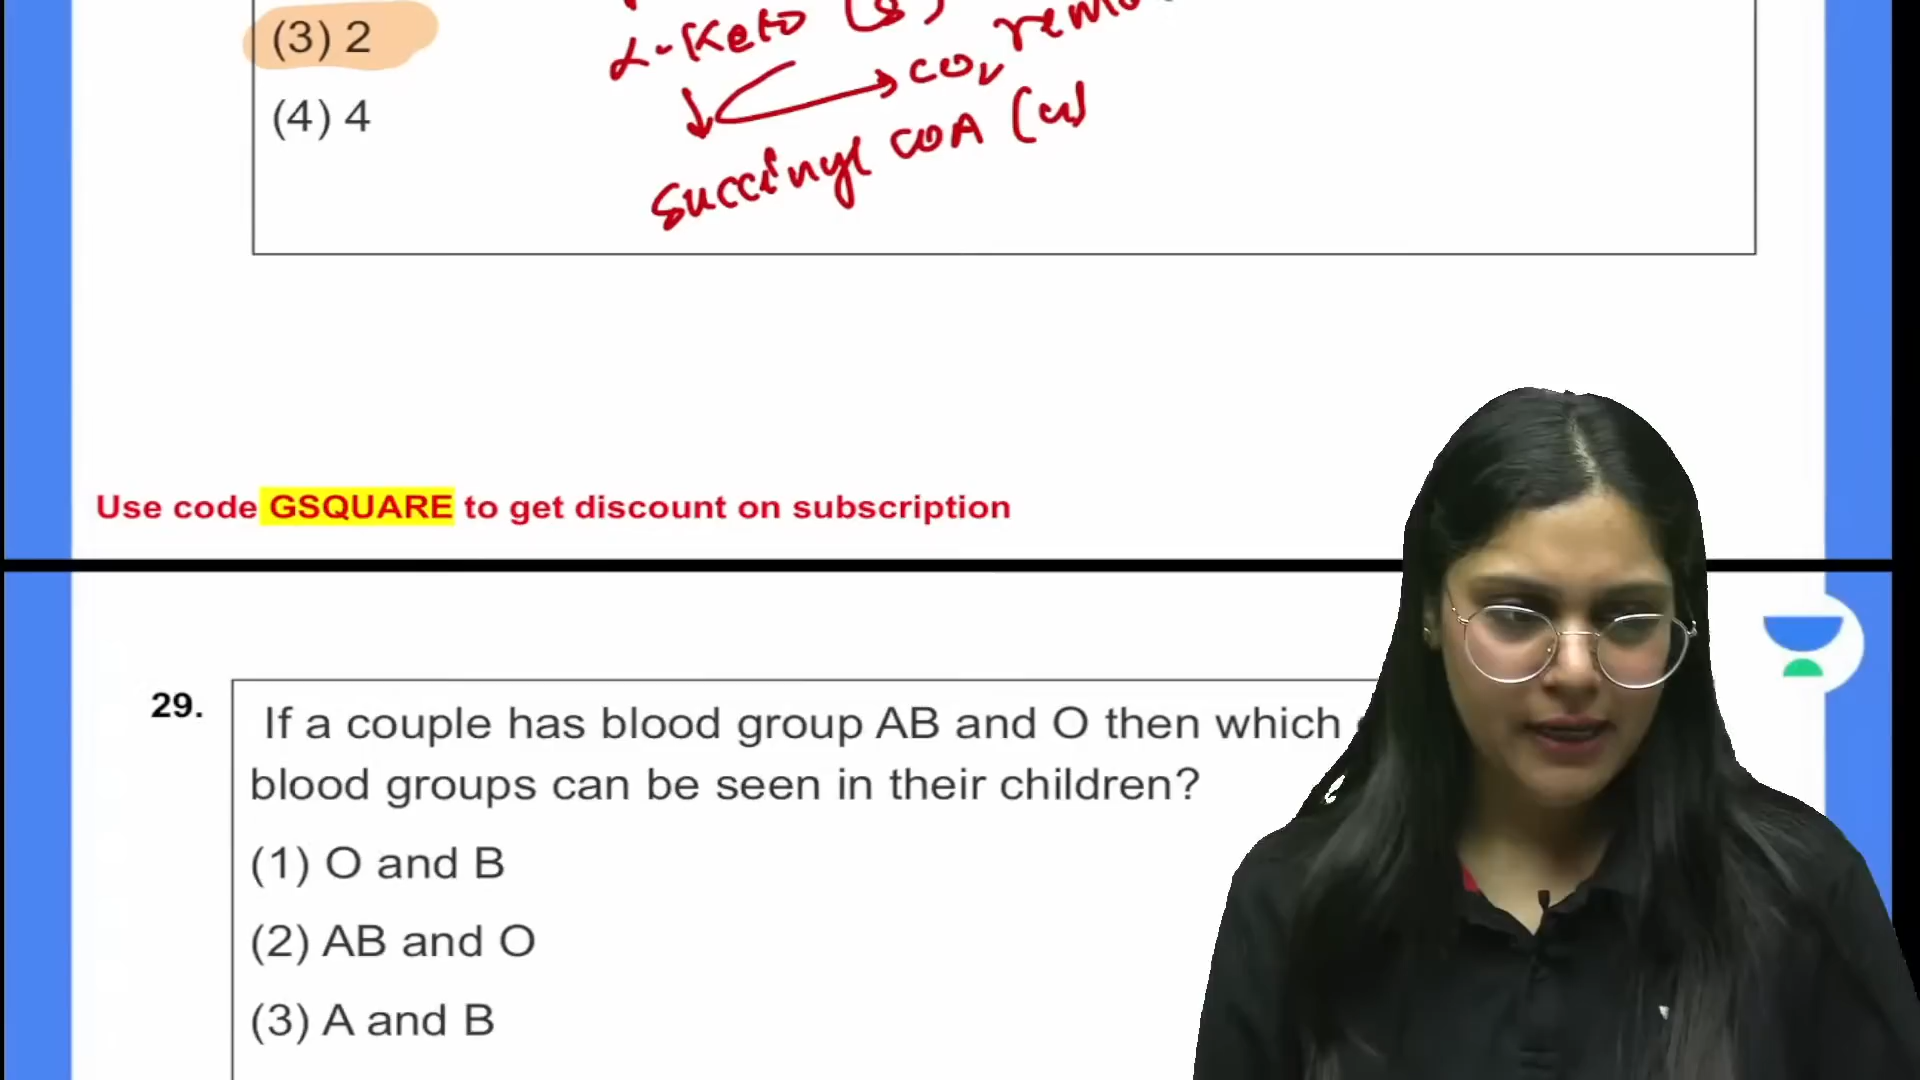 (3) 2
α-Keto (5)
CO₂
(4) 4
succinyl COA (4)
Use code GSQUARE to get discount on subscription
29.
If a couple has blood group AB and O then which
blood groups can be seen in their children?
(1) O and B
(2) AB and O
(3) A and B